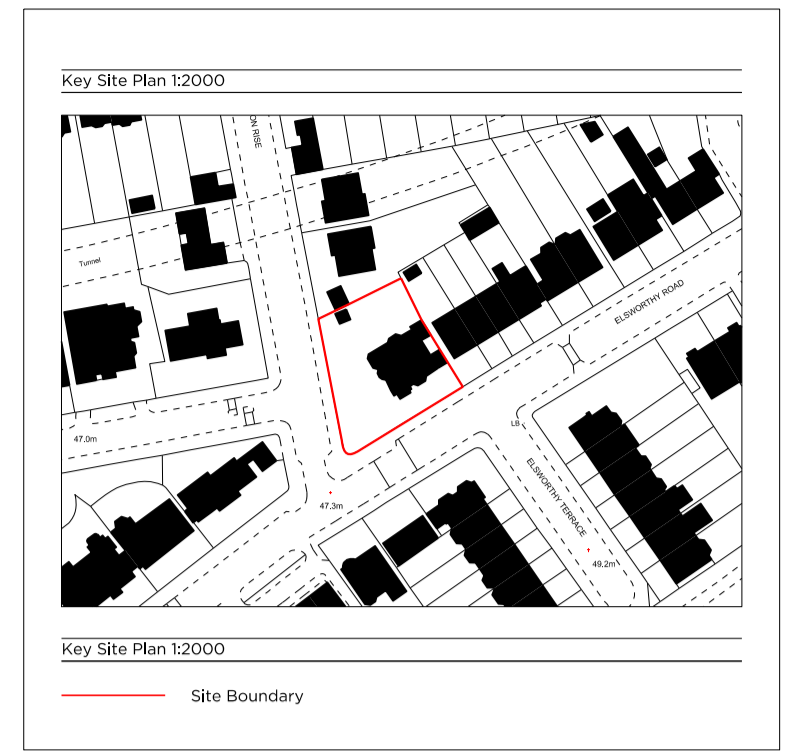 Key Site Plan 1:2000
ON RISE
Tunnel
ELSWORTHY ROAD
47.0m
LB
ELSWORTHY TERRACE
47.3m
49.2m
Key Site Plan 1:2000
Site Boundary